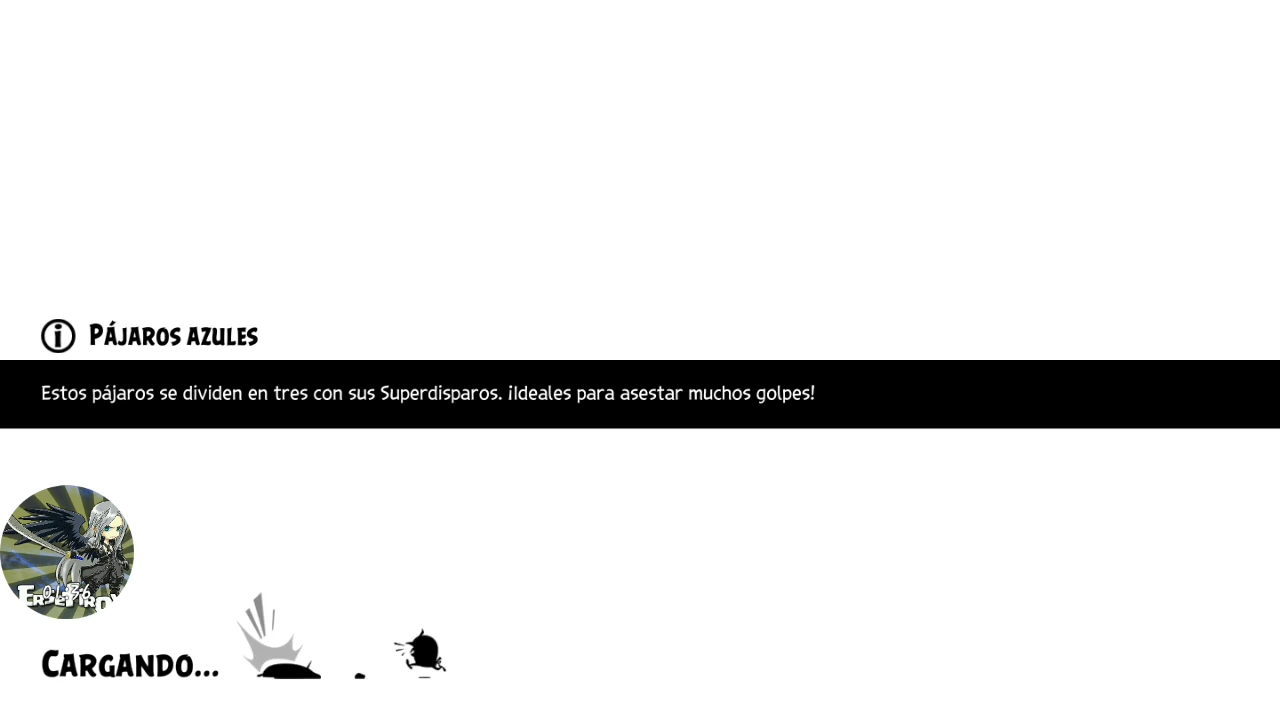 Pájaros azules
Estos pájaros se dividen en tres con sus Superdisparos. ¡Ideales para asestar muchos golpes!
Cargando...